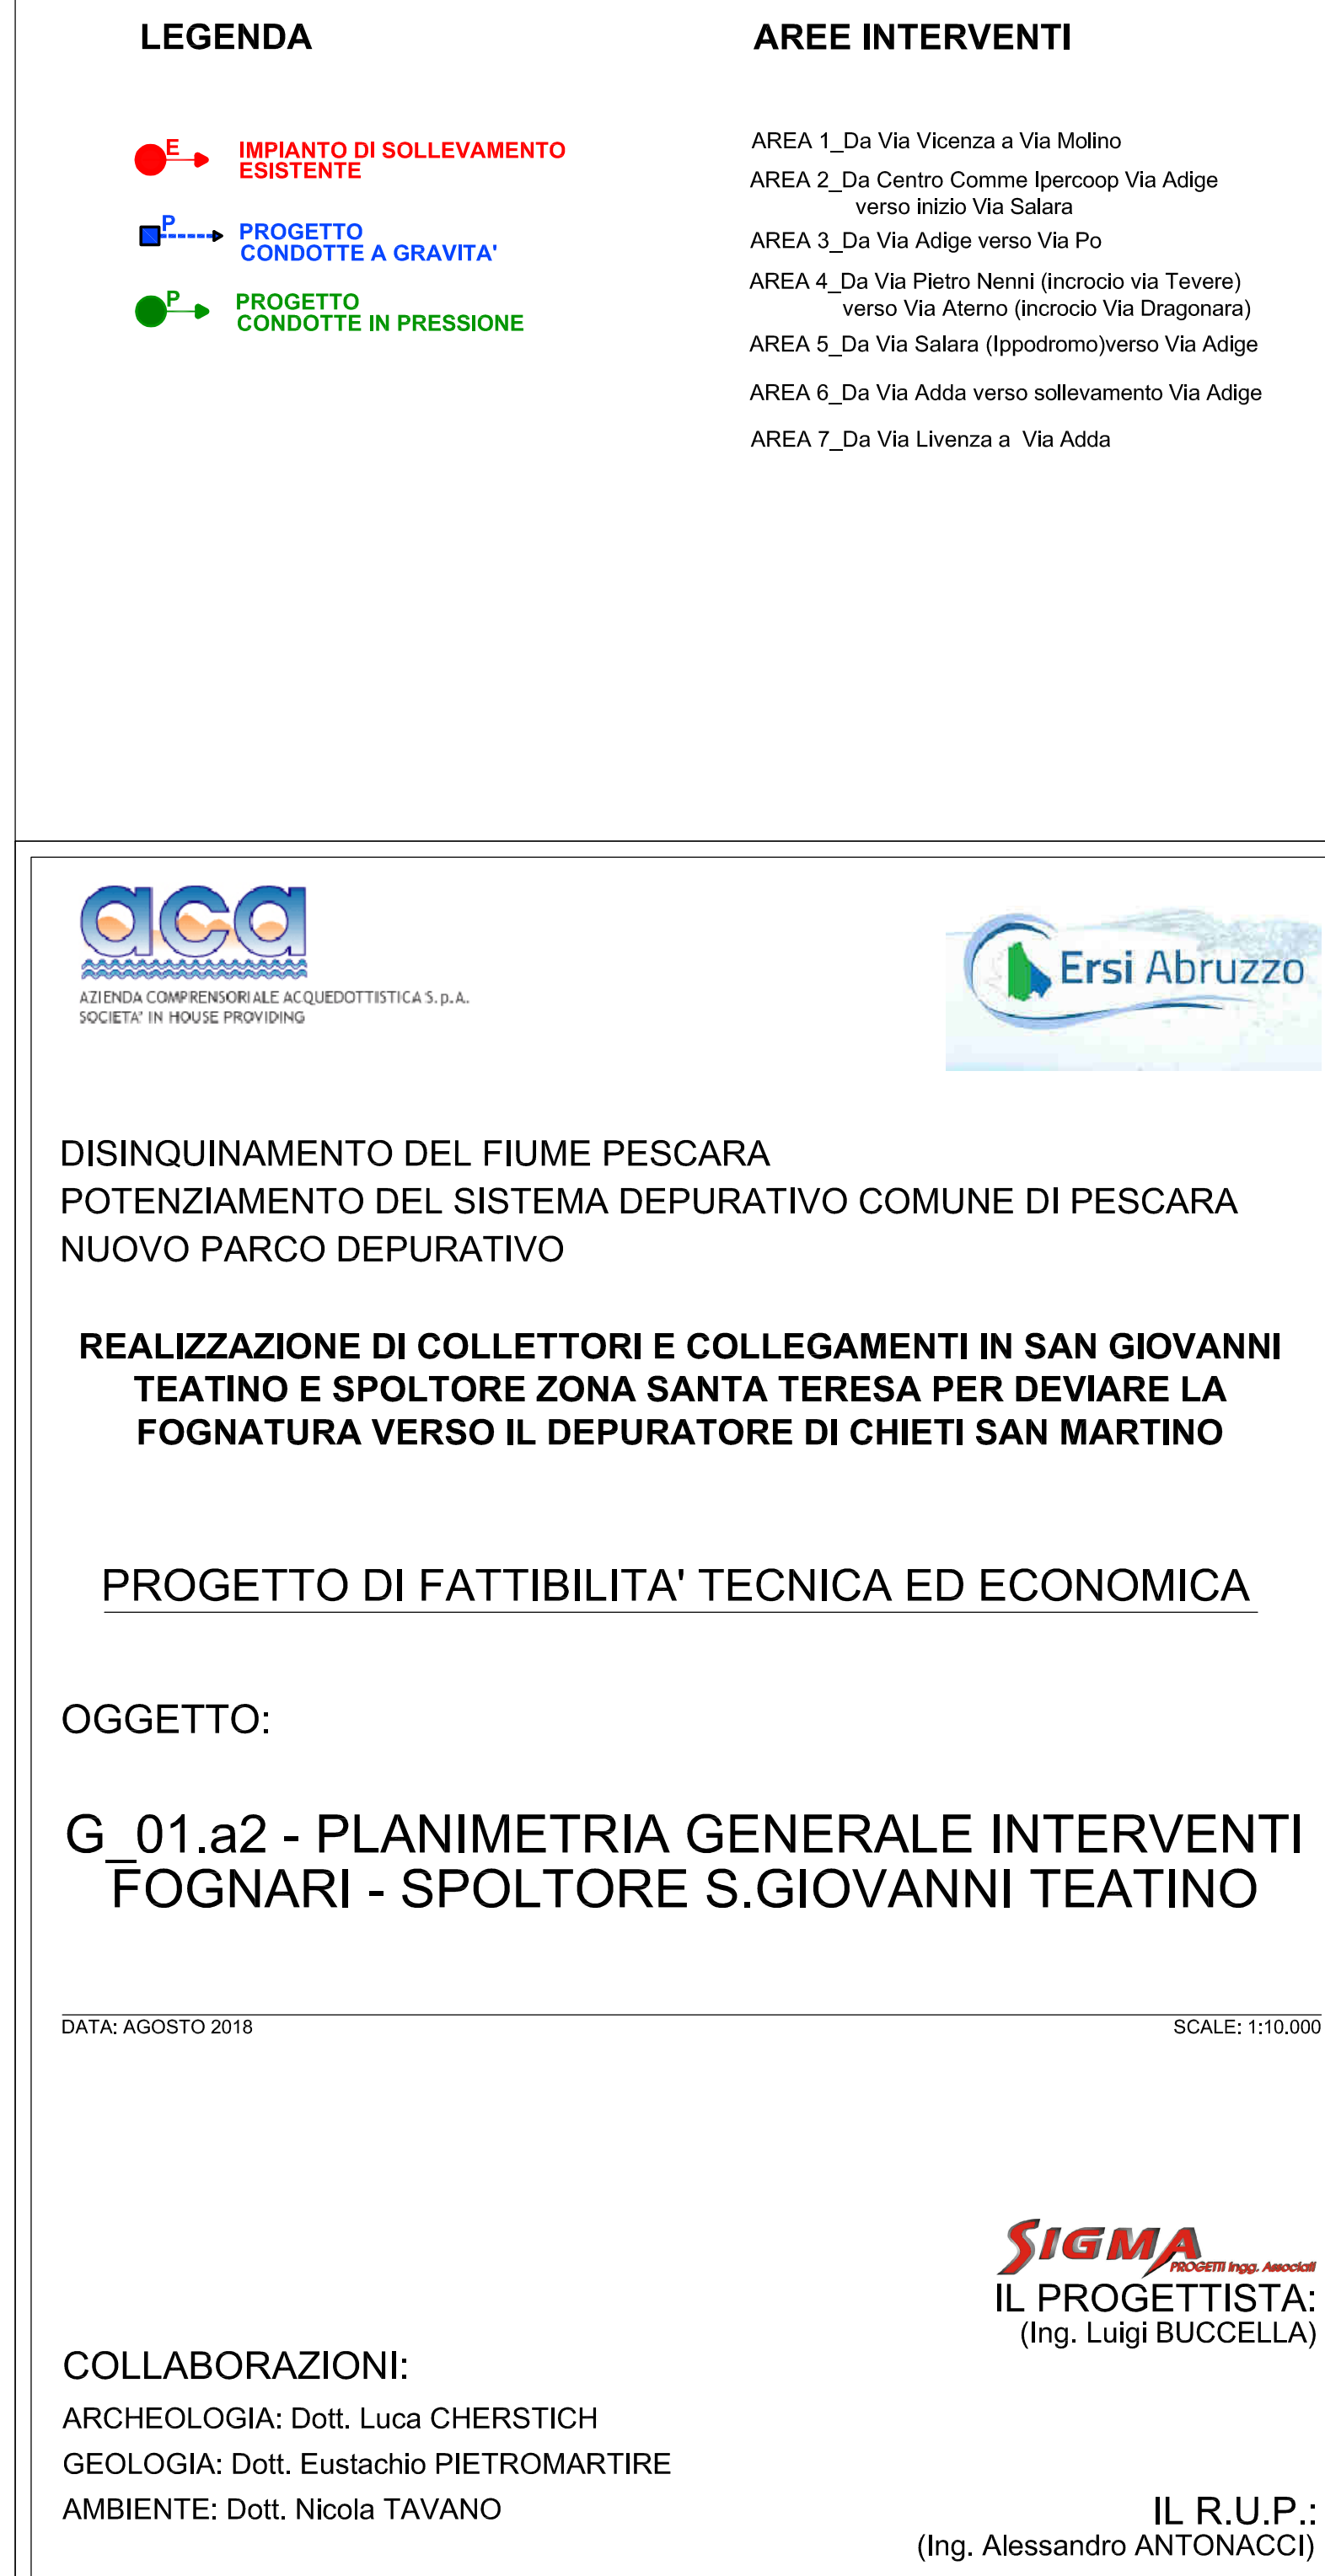 LEGENDA
E
IMPIANTO DI SOLLEVAMENTO
ESISTENTE
P
PROGETTO
CONDOTTE A GRAVITA'
P
PROGETTO
CONDOTTE IN PRESSIONE
AREE INTERVENTI
AREA 1_Da Via Vicenza a Via Molino
AREA 2_Da Centro Comme Ipercoop Via Adige
verso inizio Via Salara
AREA 3_Da Via Adige verso Via Po
AREA 4_Da Via Pietro Nenni (incrocio via Tevere)
verso Via Aterno (incrocio Via Dragonara)
AREA 5_Da Via Salara (Ippodromo)verso Via Adige
AREA 6_Da Via Adda verso sollevamento Via Adige
AREA 7_Da Via Livenza a  Via Adda
aca
AZIENDA COMPRENSORIALE ACQUEDOTTISTICA S.p.A.
SOCIETA' IN HOUSE PROVIDING
Ersi Abruzzo
DISINQUINAMENTO DEL FIUME PESCARA
POTENZIAMENTO DEL SISTEMA DEPURATIVO COMUNE DI PESCARA
NUOVO PARCO DEPURATIVO
REALIZZAZIONE DI COLLETTORI E COLLEGAMENTI IN SAN GIOVANNI
TEATINO E SPOLTORE ZONA SANTA TERESA PER DEVIARE LA
FOGNATURA VERSO IL DEPURATORE DI CHIETI SAN MARTINO
PROGETTO DI FATTIBILITA' TECNICA ED ECONOMICA
OGGETTO:
G_01.a2 - PLANIMETRIA GENERALE INTERVENTI
FOGNARI - SPOLTORE S.GIOVANNI TEATINO
DATA: AGOSTO 2018
SCALE: 1:10.000
SIGMA
PROGETTI Ingg. Associati
IL PROGETTISTA:
(Ing. Luigi BUCCELLA)
COLLABORAZIONI:
ARCHEOLOGIA: Dott. Luca CHERSTICH
GEOLOGIA: Dott. Eustachio PIETROMARTIRE
AMBIENTE: Dott. Nicola TAVANO
IL R.U.P.:
(Ing. Alessandro ANTONACCI)